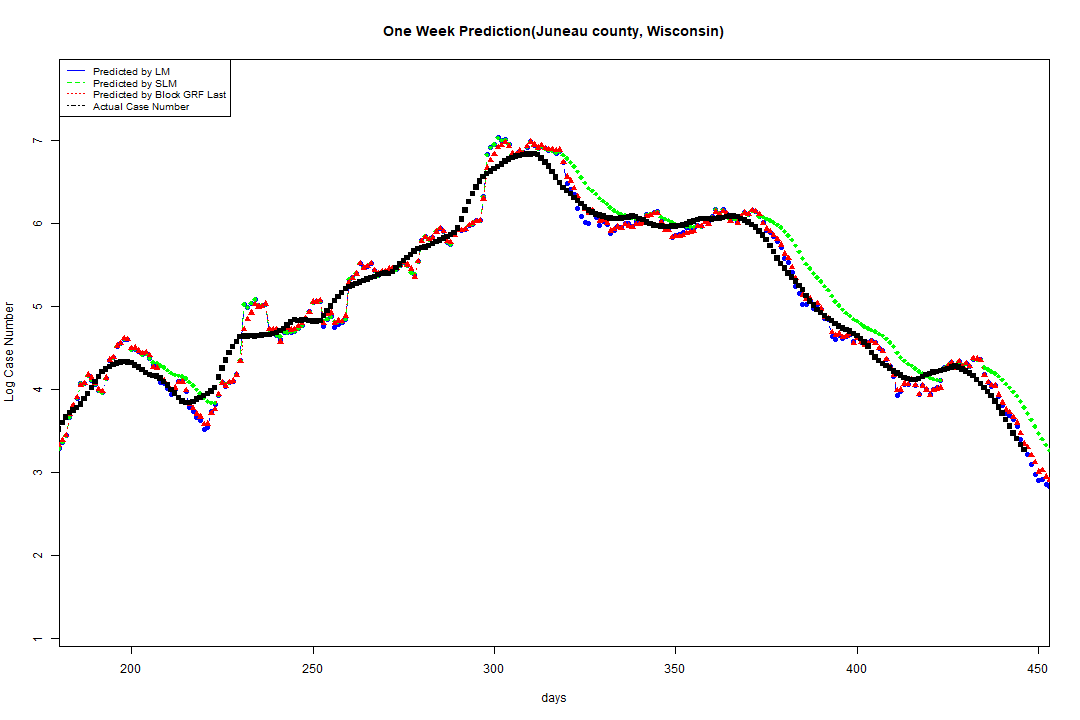 One Week Prediction(Juneau county, Wisconsin)
Predicted by LM
Predicted by SLM
Predicted by Block GRF Last
Actual Case Number
7
6
5
4
3
2
1
Log Case Number
200 250 300 350 400 450
days